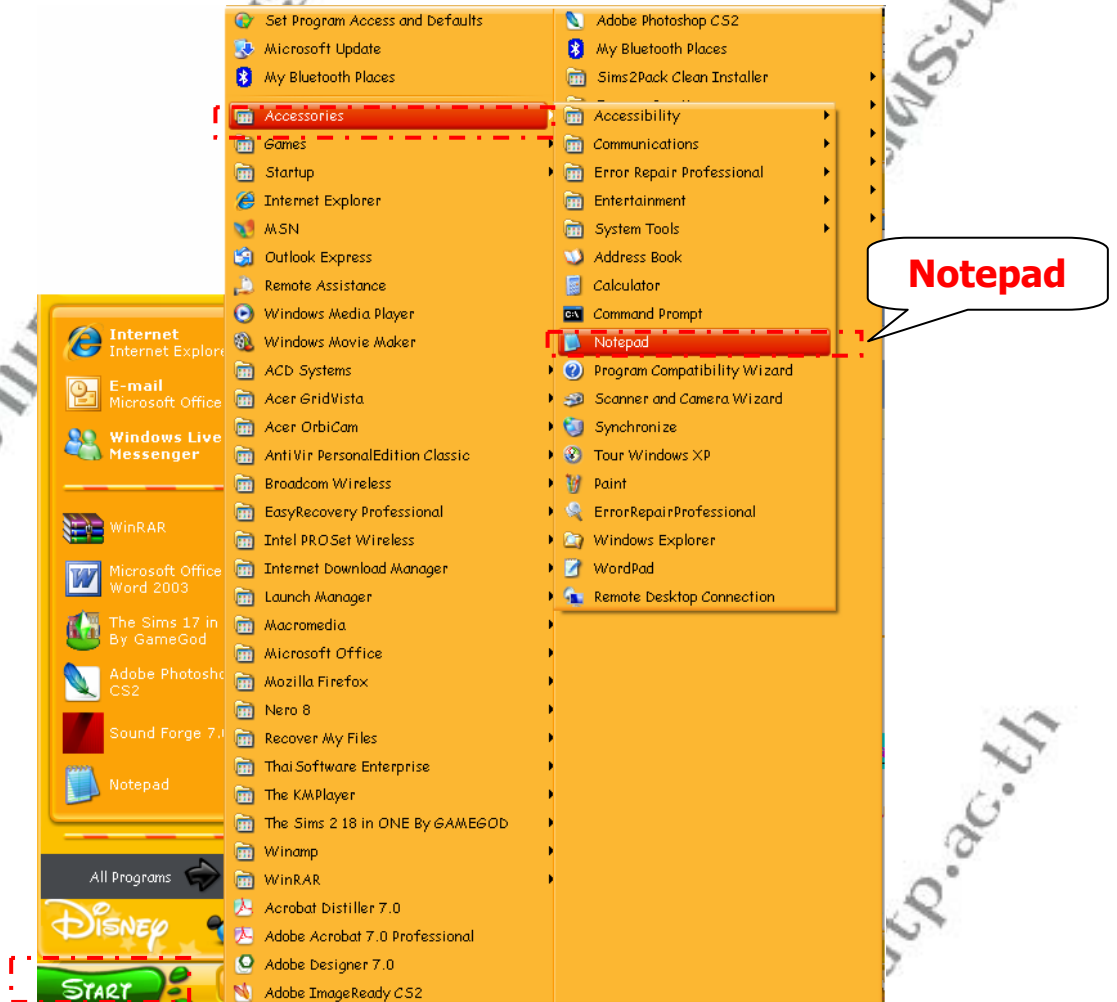 Set Program Access and Defaults
Microsoft Update
My Bluetooth Places
Accessories
Games
Startup
Internet Explorer
MSN
Outlook Express
Remote Assistance
Windows Media Player
Windows Movie Maker
ACD Systems
Acer GridVista
Acer OrbiCam
AntiVir PersonalEdition Classic
Broadcom Wireless
EasyRecovery Professional
Intel PROSet Wireless
Internet Download Manager
Launch Manager
Macromedia
Microsoft Office
Mozilla Firefox
Nero 8
Recover My Files
Thai Software Enterprise
The KMPlayer
The Sims 2 18 in ONE By GAMEGOD
Winamp
WinRAR
Acrobat Distiller 7.0
Adobe Acrobat 7.0 Professional
Adobe Designer 7.0
Adobe ImageReady CS2
Adobe Photoshop CS2
My Bluetooth Places
Sims2Pack Clean Installer
Accessibility
Communications
Error Repair Professional
Entertainment
System Tools
Address Book
Calculator
Command Prompt
Notepad
Program Compatibility Wizard
Scanner and Camera Wizard
Synchronize
Tour Windows XP
Paint
ErrorRepairProfessional
Windows Explorer
WordPad
Remote Desktop Connection
Notepad
Internet
Internet Explore
E-mail
Microsoft Office
Windows Live
Messenger
WinRAR
Microsoft Office
Word 2003
The Sims 17 in
By GameGod
Adobe Photosho
CS2
Sound Forge 7.
Notepad
All Programs
Disney
START
tp.ac.th